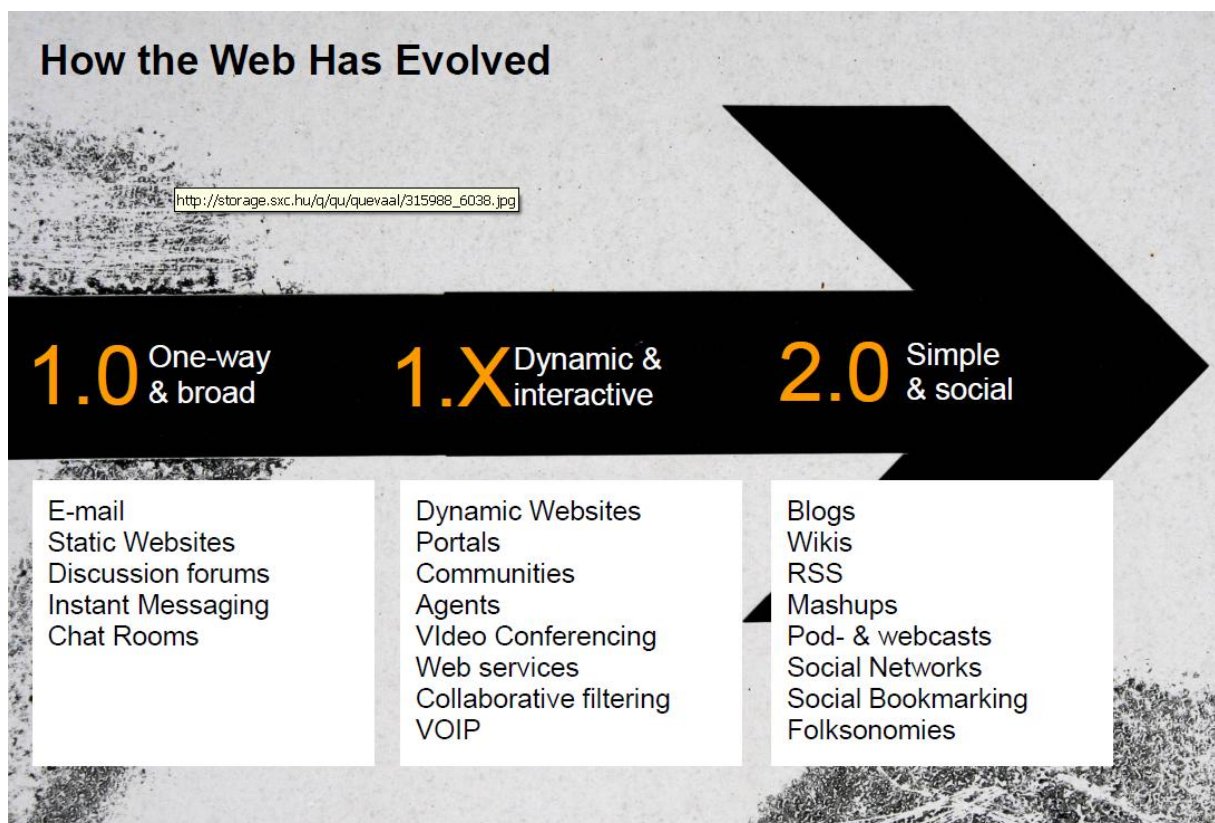 How the Web Has Evolved
http://storage.sxc.hu/q/qu/quevaal/315988_6038.jpg
1.0 One-way
& broad
1.X Dynamic &
interactive
2.0 Simple
& social
E-mail
Static Websites
Discussion forums
Instant Messaging
Chat Rooms
Dynamic Websites
Portals
Communities
Agents
VIdeo Conferencing
Web services
Collaborative filtering
VOIP
Blogs
Wikis
RSS
Mashups
Pod- & webcasts
Social Networks
Social Bookmarking
Folksonomies